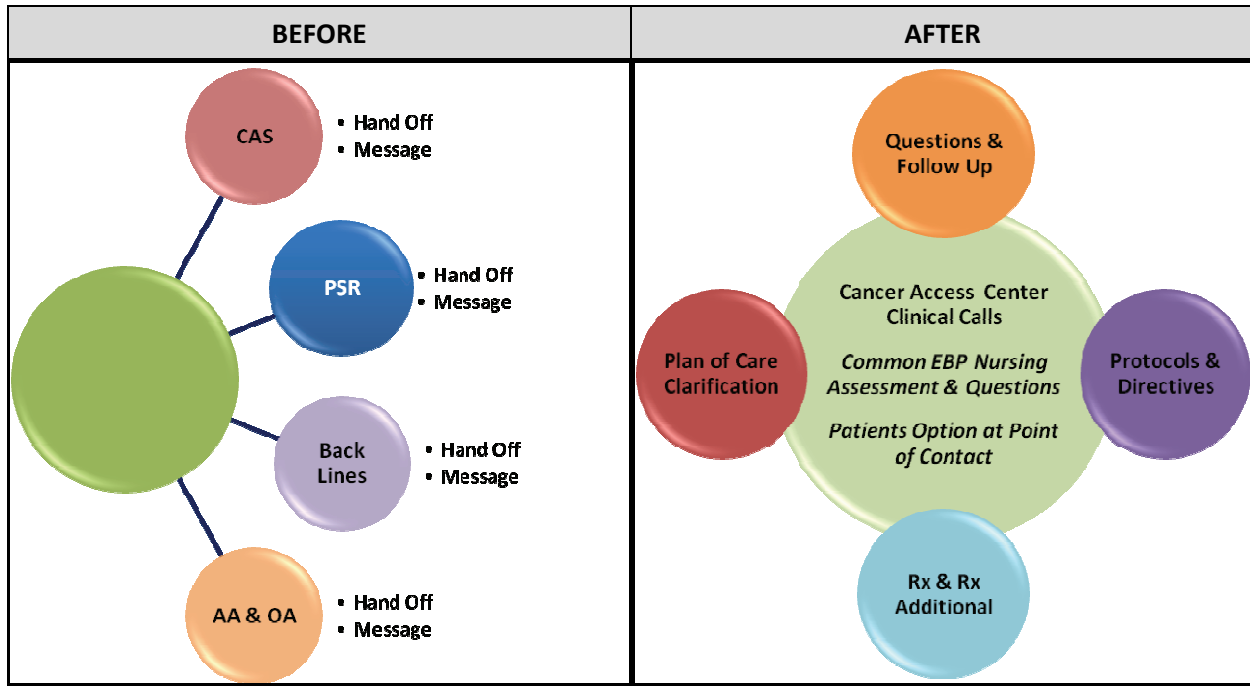 BEFORE
CAS
• Hand Off
• Message
PSR
• Hand Off
• Message
Back
Lines
• Hand Off
• Message
AA & OA
• Hand Off
• Message
AFTER
Questions &
Follow Up
Cancer Access Center
Clinical Calls
Common EBP Nursing
Assessment & Questions
Patients Option at Point
of Contact
Plan of Care
Clarification
Protocols &
Directives
Rx & Rx
Additional